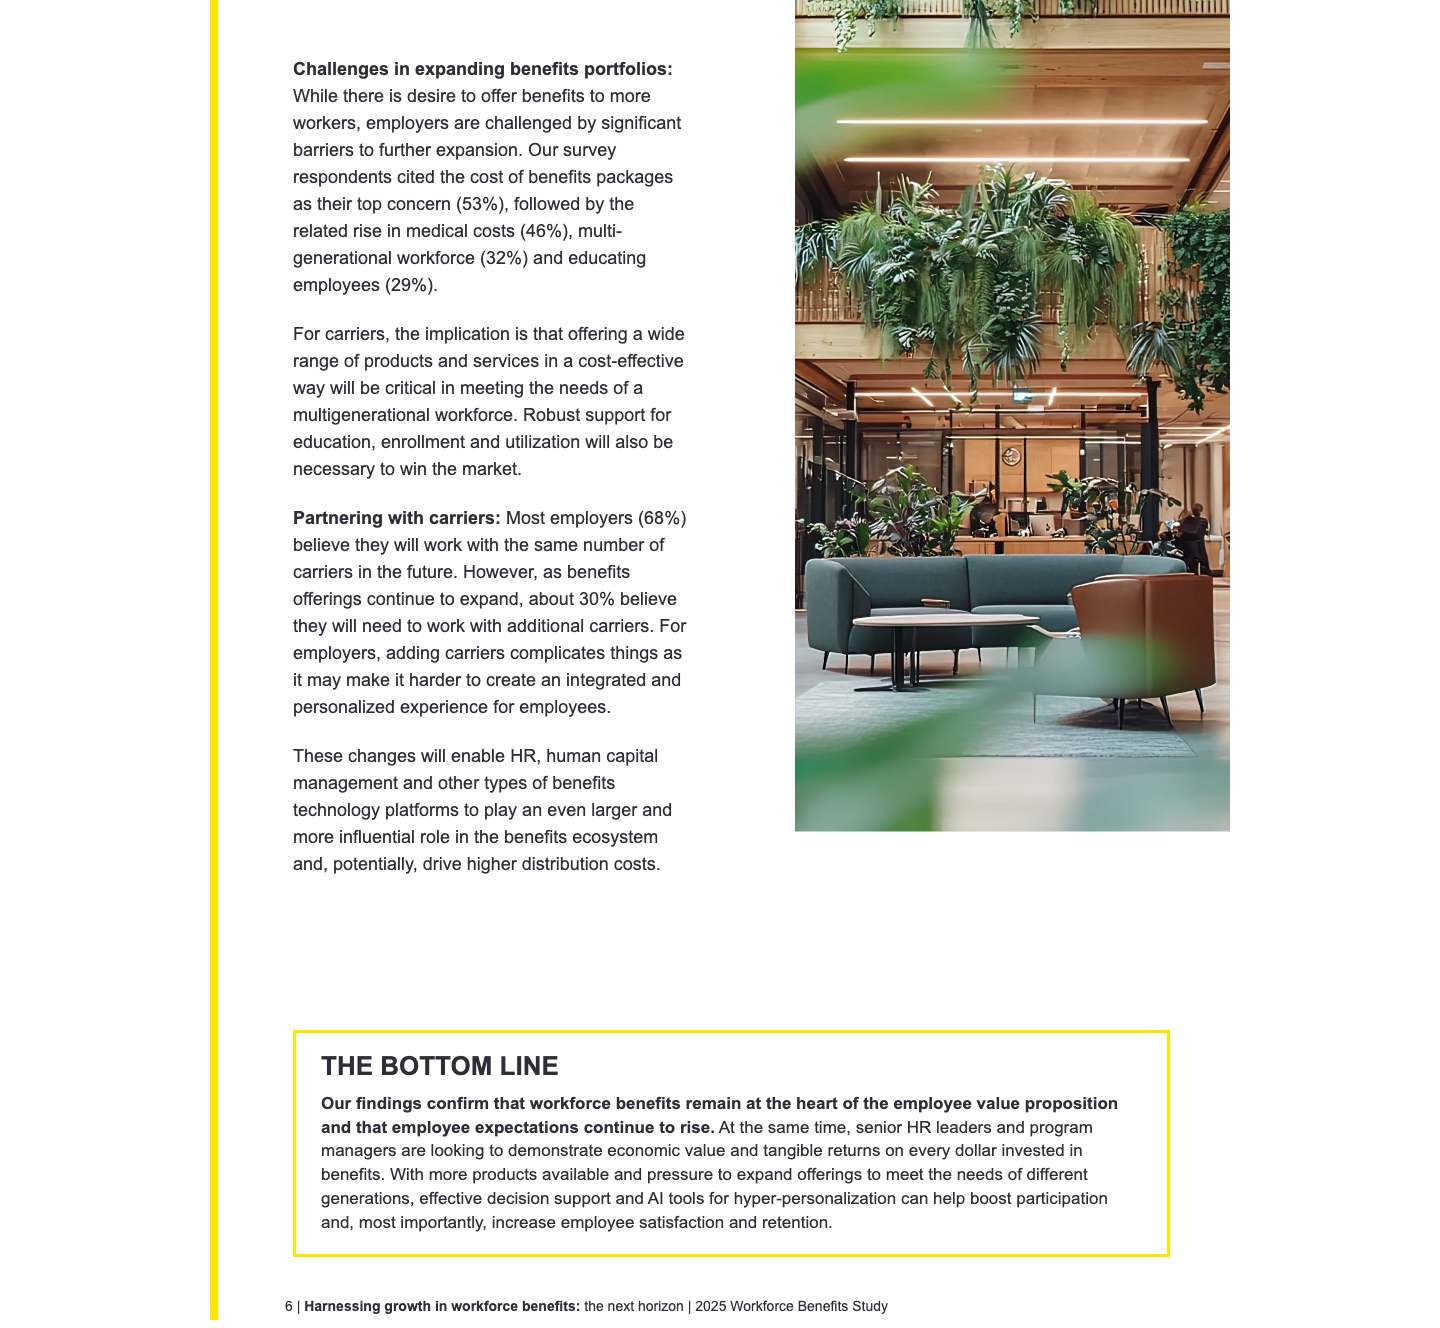 Challenges in expanding benefits portfolios:
While there is desire to offer benefits to more
workers, employers are challenged by significant
barriers to further expansion. Our survey
respondents cited the cost of benefits packages
as their top concern (53%), followed by the
related rise in medical costs (46%), multi-
generational workforce (32%) and educating
employees (29%).
For carriers, the implication is that offering a wide
range of products and services in a cost-effective
way will be critical in meeting the needs of a
multigenerational workforce. Robust support for
education, enrollment and utilization will also be
necessary to win the market.
Partnering with carriers: Most employers (68%)
believe they will work with the same number of
carriers in the future. However, as benefits
offerings continue to expand, about 30% believe
they will need to work with additional carriers. For
employers, adding carriers complicates things as
it may make it harder to create an integrated and
personalized experience for employees.
These changes will enable HR, human capital
management and other types of benefits
technology platforms to play an even larger and
more influential role in the benefits ecosystem
and, potentially, drive higher distribution costs.
THE BOTTOM LINE
Our findings confirm that workforce benefits remain at the heart of the employee value proposition
and that employee expectations continue to rise. At the same time, senior HR leaders and program
managers are looking to demonstrate economic value and tangible returns on every dollar invested in
benefits. With more products available and pressure to expand offerings to meet the needs of different
generations, effective decision support and AI tools for hyper-personalization can help boost participation
and, most importantly, increase employee satisfaction and retention.
6 | Harnessing growth in workforce benefits: the next horizon | 2025 Workforce Benefits Study